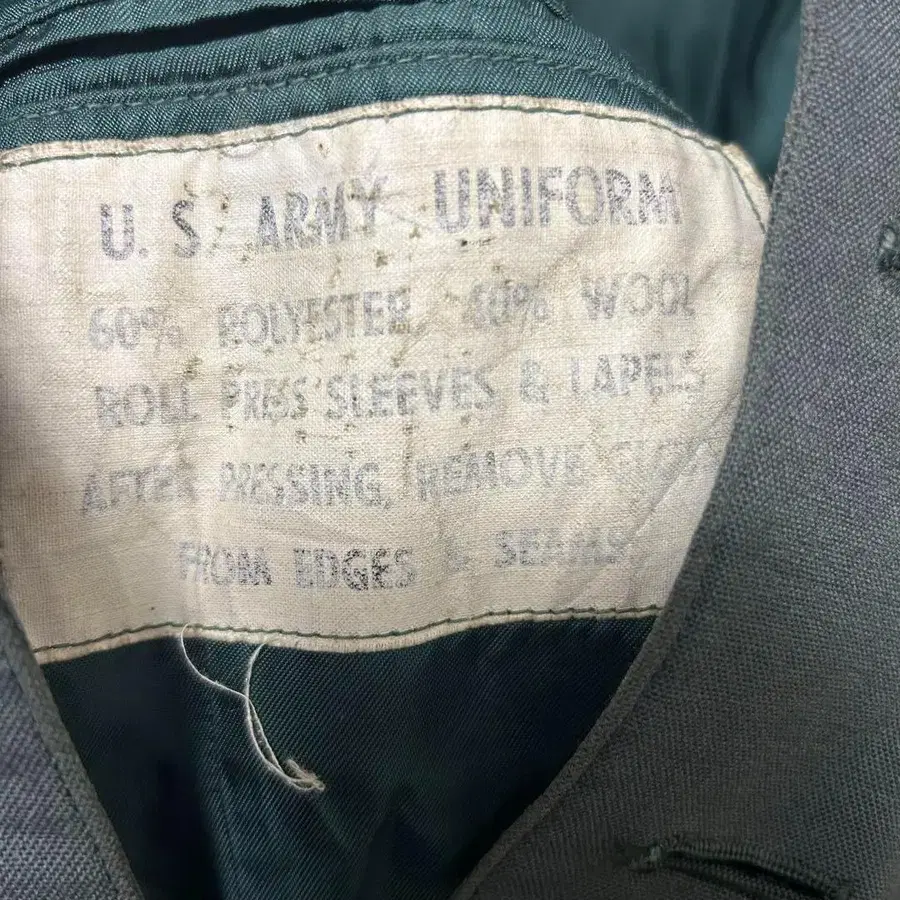 U. S. ARMY UNIFORM
60% POLYESTER, 40% WOOL
ROLL PRESS SLEEVES & LAPELS
AFTER PRESSING, REMOVE
FROM EDGES & SEAMS